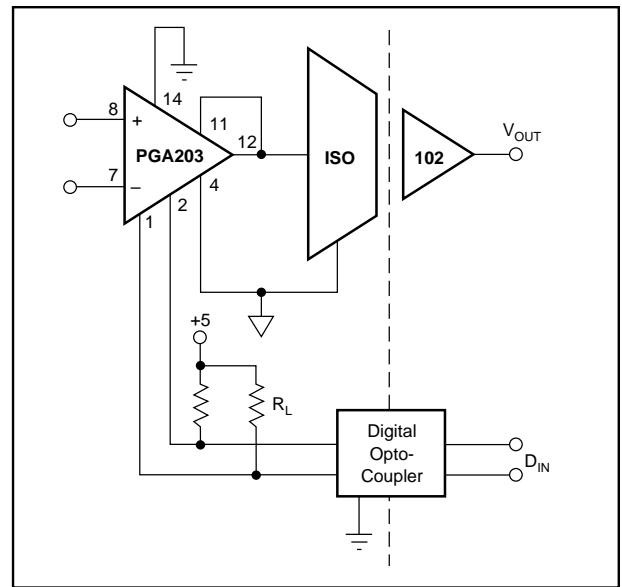 14
8
+
11
12
PGA203
ISO
102
V_OUT
7
–
4
2
1
+5
R_L
Digital
Opto-
Coupler
D_IN